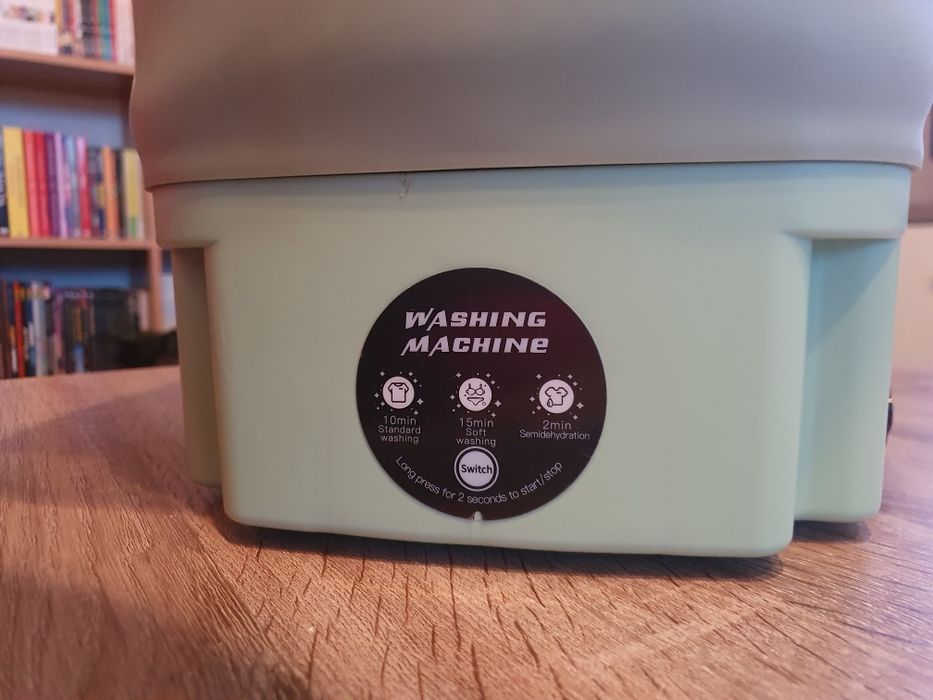 WASHING
MACHINE
10min
Standard
washing
15min
Soft
washing
2min
Semidehydration
Switch
Long press for 2 seconds to start/stop